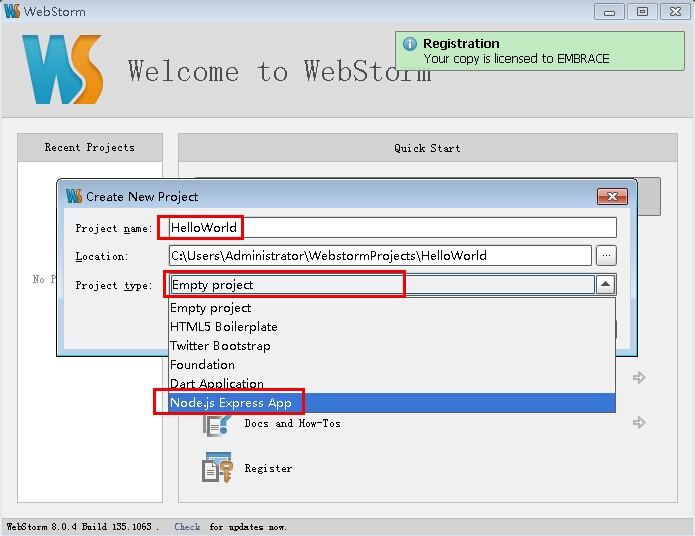 WebStorm
WS
Welcome to WebStorm
Registration
Your copy is licensed to EMBRACE
Recent Projects
Quick Start
WS Create New Project
Project name: HelloWorld
Location: C:\Users\Administrator\WebstormProjects\HelloWorld ...
No P
Project type: Empty project
Empty project
HTML5 Boilerplate
Twitter Bootstrap
Foundation
Dart Application
Node.js Express App
Docs and How-Tos
Register
WebStorm 8.0.4 Build 135.1063 . Check for updates now.